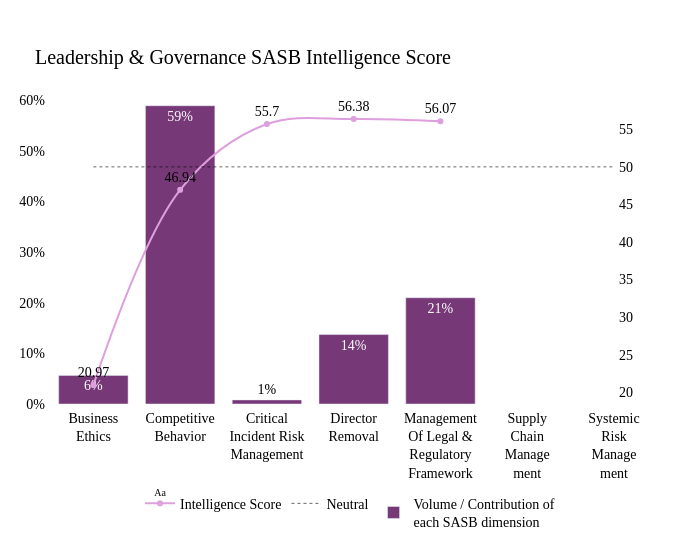 Leadership & Governance SASB Intelligence Score
60%
50%
40%
30%
20%
10%
0%
55
50
45
40
35
30
25
20
20.97
46.94
55.7
56.38
56.07
6%
59%
1%
14%
21%
Business
Ethics
Competitive
Behavior
Critical
Incident Risk
Management
Director
Removal
Management
Of Legal &
Regulatory
Framework
Supply
Chain
Manage
ment
Systemic
Risk
Manage
ment
Aa
Intelligence Score
Neutral
Volume / Contribution of
each SASB dimension